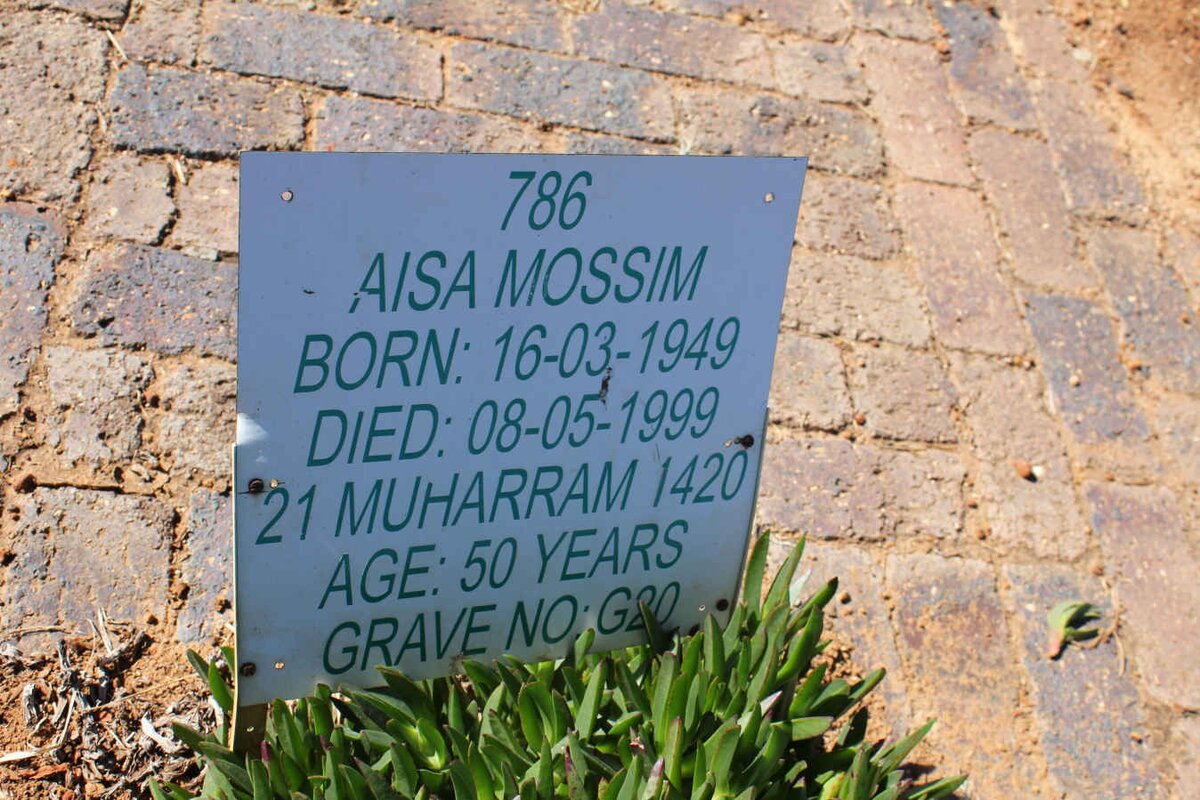 786
AISA MOSSIM
BORN: 16-03-1949
DIED: 08-05-1999
21 MUHARRAM 1420
AGE: 50 YEARS
GRAVE NO: G20